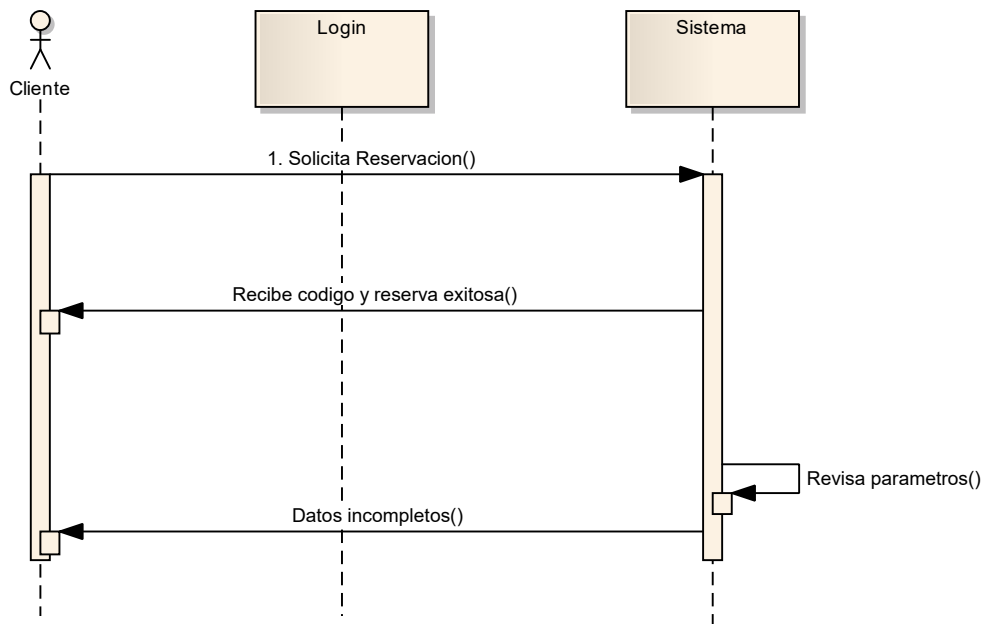 Cliente
Login
Sistema
1. Solicita Reservacion()
Recibe codigo y reserva exitosa()
Revisa parametros()
Datos incompletos()